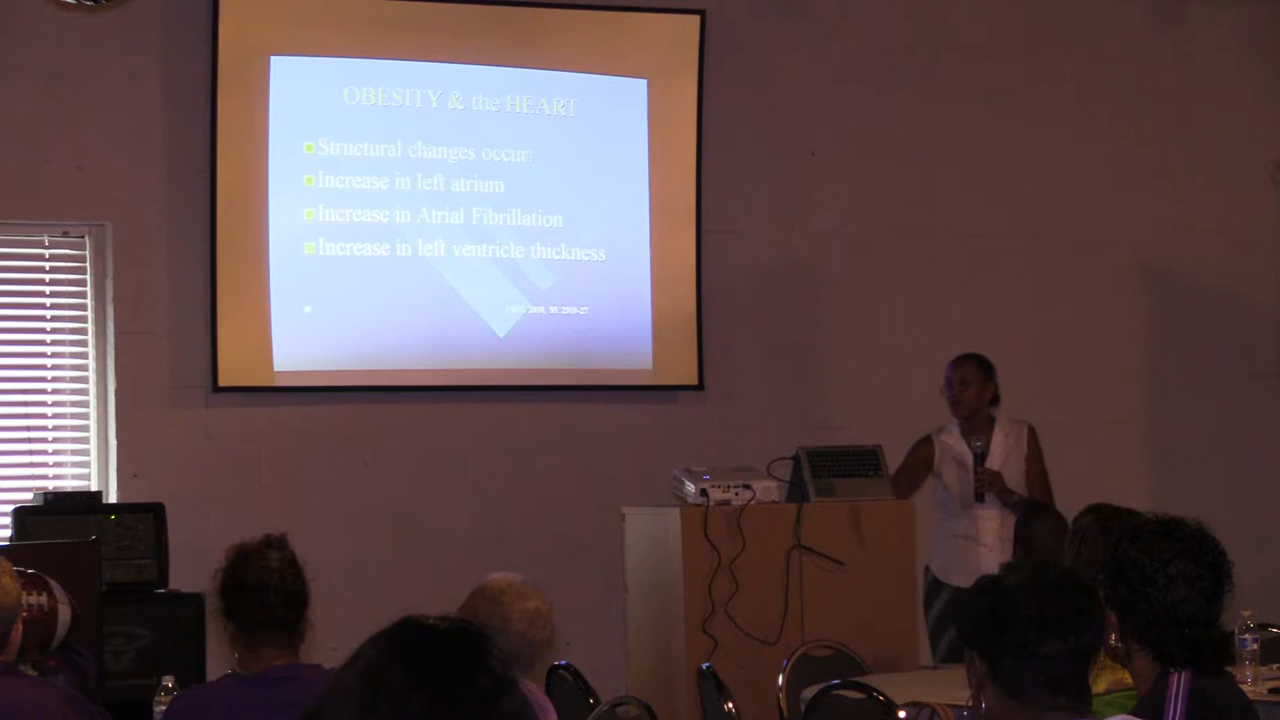 OBESITY & the HEART
Structural changes occur:
Increase in left atrium
Increase in Atrial Fibrillation
Increase in left ventricle thickness